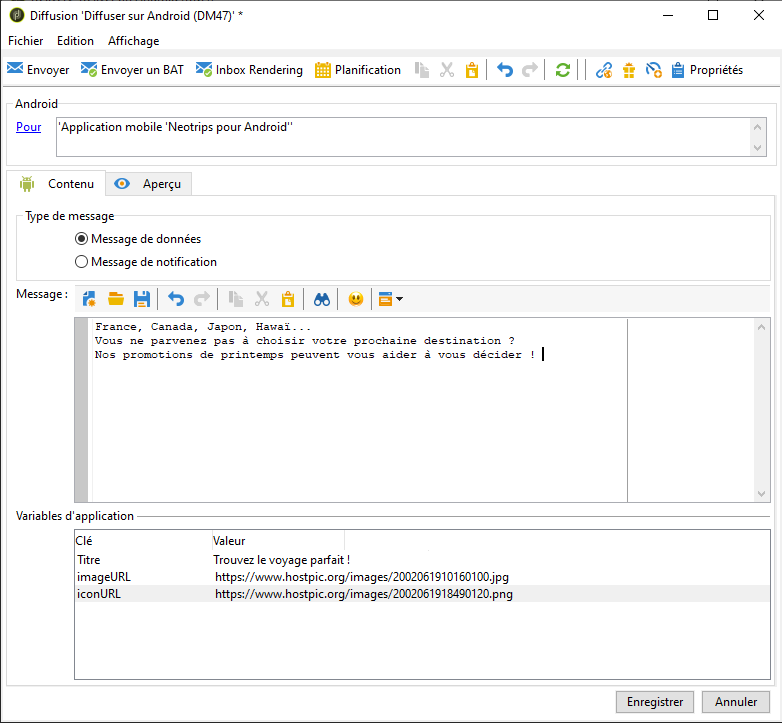 Diffusion 'Diffuser sur Android (DM47)' *
Fichier Edition Affichage
Envoyer Envoyer un BAT Inbox Rendering Planification Propriétés
Android
Pour 'Application mobile 'Neotrips pour Android''
Contenu Aperçu
Type de message
Message de données
Message de notification
Message :
France, Canada, Japon, Hawaï...
Vous ne parvenez pas à choisir votre prochaine destination ?
Nos promotions de printemps peuvent vous aider à vous décider !
Variables d'application
Clé Valeur
Titre Trouvez le voyage parfait !
imageURL https://www.hostpic.org/images/2002061910160100.jpg
iconURL https://www.hostpic.org/images/2002061918490120.png
Enregistrer Annuler